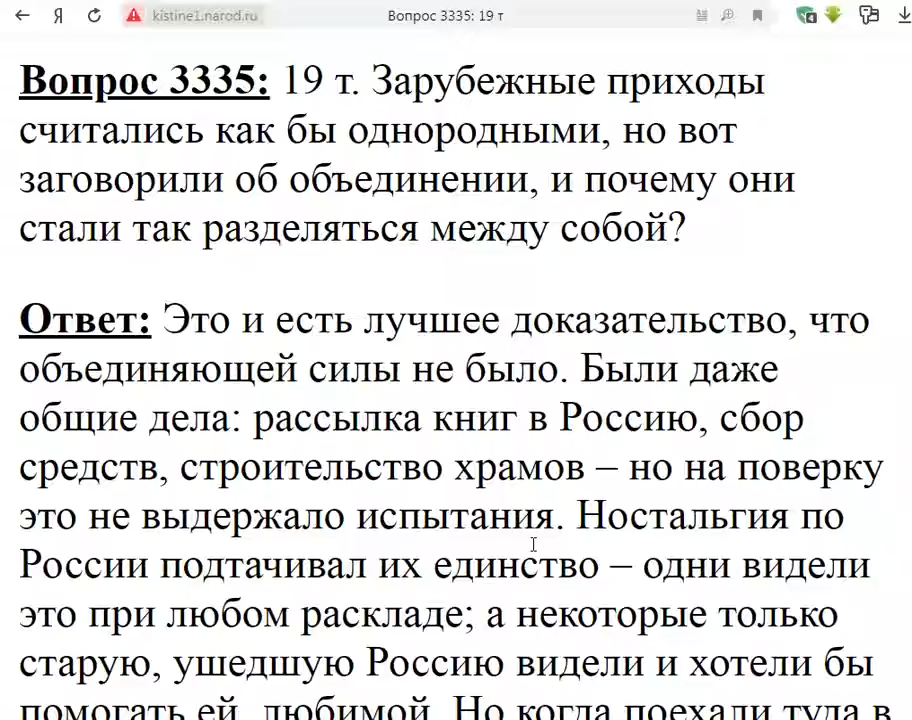 kistine1.narod.ru
Вопрос 3335: 19 т
4
Вопрос 3335: 19 т. Зарубежные приходы
считались как бы однородными, но вот
заговорили об объединении, и почему они
стали так разделяться между собой?
Ответ: Это и есть лучшее доказательство, что
объединяющей силы не было. Были даже
общие дела: рассылка книг в Россию, сбор
средств, строительство храмов – но на поверку
это не выдержало испытания. Ностальгия по
России подтачивал их единство – одни видели
это при любом раскладе; а некоторые только
старую, ушедшую Россию видели и хотели бы
помогать ей, любимой. Но когда поехали туда в